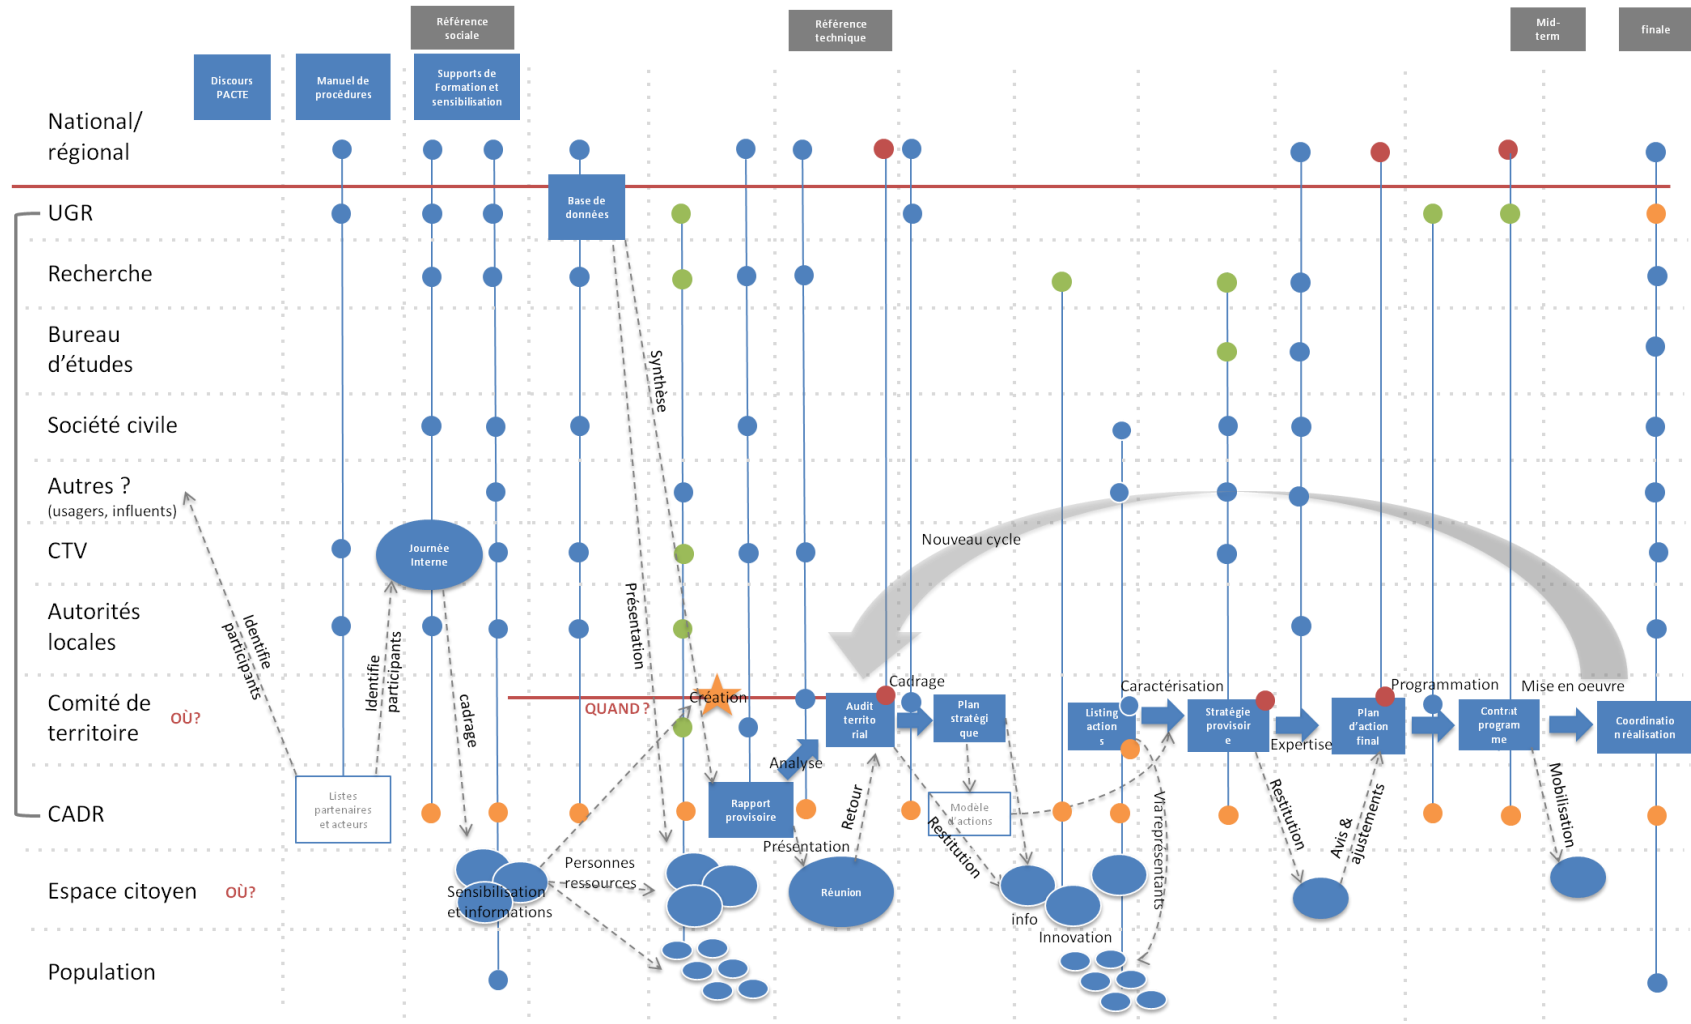 Référence
sociale
Référence
technique
Mid-
term
finale
Discours
PACTE
Manuel de
procédures
Supports de
Formation et
sensibilisation
National/
régional
UGR
Base de
données
Recherche
Bureau
d'études
Synthèse
Société civile
Autres ?
(usagers, influents)
CTV
Journée
Interne
Nouveau cycle
Autorités
locales
Identifie
participants
Identifie
participants
Présentation
cadrage
Comité de
territoire
OÙ?
QUAND ?
Création
Audit
territo
rial
Cadrage
Plan
stratégi
que
Listing
action
s
Caractérisation
Stratégie
provisoir
e
Expertise
Plan
d'action
final
Programmation
Contrat
program
me
Mise en oeuvre
Coordinatio
n réalisation
Analyse
CADR
Listes
partenaires
et acteurs
Rapport
provisoire
Retour
Modèle
d'actions
Restitution
Via représentants
Restitution
Avis &
ajustements
Mobilisation
Présentation
Espace citoyen
OÙ?
Sensibilisation
et informations
Personnes
ressources
Réunion
info
Innovation
Population